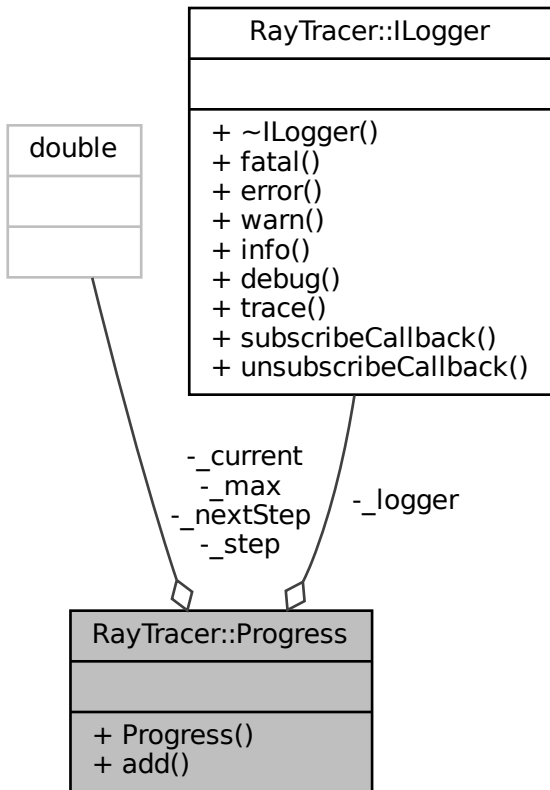 RayTracer::ILogger
+ ~ILogger()
+ fatal()
+ error()
+ warn()
+ info()
+ debug()
+ trace()
+ subscribeCallback()
+ unsubscribeCallback()
double
-_current
-_max
-_nextStep
-_step
-_logger
RayTracer::Progress
+ Progress()
+ add()